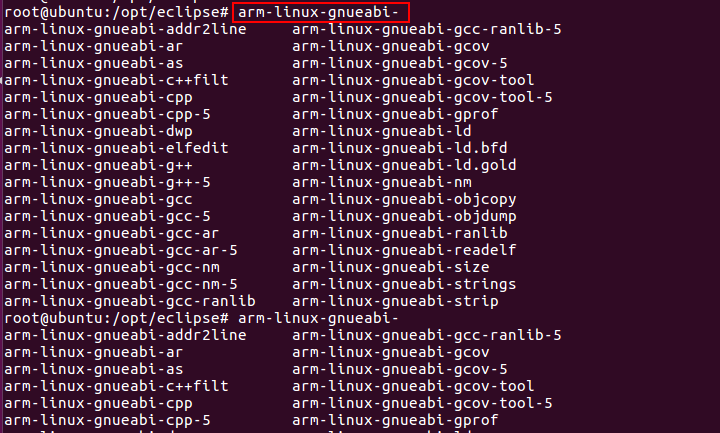 root@ubuntu:/opt/eclipse# arm-linux-gnueabi-
arm-linux-gnueabi-addr2line arm-linux-gnueabi-gcc-ranlib-5
arm-linux-gnueabi-ar arm-linux-gnueabi-gcov
arm-linux-gnueabi-as arm-linux-gnueabi-gcov-5
arm-linux-gnueabi-c++filt arm-linux-gnueabi-gcov-tool
arm-linux-gnueabi-cpp arm-linux-gnueabi-gcov-tool-5
arm-linux-gnueabi-cpp-5 arm-linux-gnueabi-gprof
arm-linux-gnueabi-dwp arm-linux-gnueabi-ld
arm-linux-gnueabi-elfedit arm-linux-gnueabi-ld.bfd
arm-linux-gnueabi-g++ arm-linux-gnueabi-ld.gold
arm-linux-gnueabi-g++-5 arm-linux-gnueabi-nm
arm-linux-gnueabi-gcc arm-linux-gnueabi-objcopy
arm-linux-gnueabi-gcc-5 arm-linux-gnueabi-objdump
arm-linux-gnueabi-gcc-ar arm-linux-gnueabi-ranlib
arm-linux-gnueabi-gcc-ar-5 arm-linux-gnueabi-readelf
arm-linux-gnueabi-gcc-nm arm-linux-gnueabi-size
arm-linux-gnueabi-gcc-nm-5 arm-linux-gnueabi-strings
arm-linux-gnueabi-gcc-ranlib arm-linux-gnueabi-strip
root@ubuntu:/opt/eclipse# arm-linux-gnueabi-
arm-linux-gnueabi-addr2line arm-linux-gnueabi-gcc-ranlib-5
arm-linux-gnueabi-ar arm-linux-gnueabi-gcov
arm-linux-gnueabi-as arm-linux-gnueabi-gcov-5
arm-linux-gnueabi-c++filt arm-linux-gnueabi-gcov-tool
arm-linux-gnueabi-cpp arm-linux-gnueabi-gcov-tool-5
arm-linux-gnueabi-cpp-5 arm-linux-gnueabi-gprof